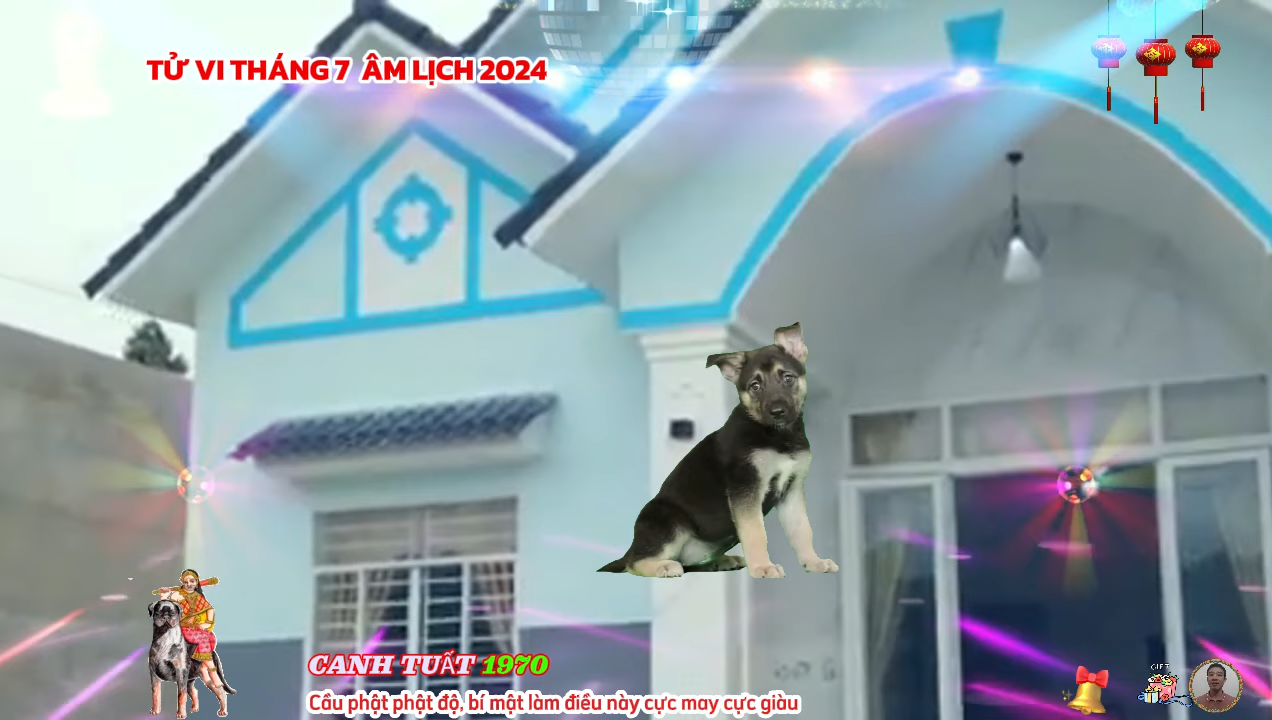 TỬ VI THÁNG 7 ÂM LỊCH 2024
GIFT
CANH TUẤT 1970
Cầu phật phật độ, bí mật làm điều này cực may cực giàu